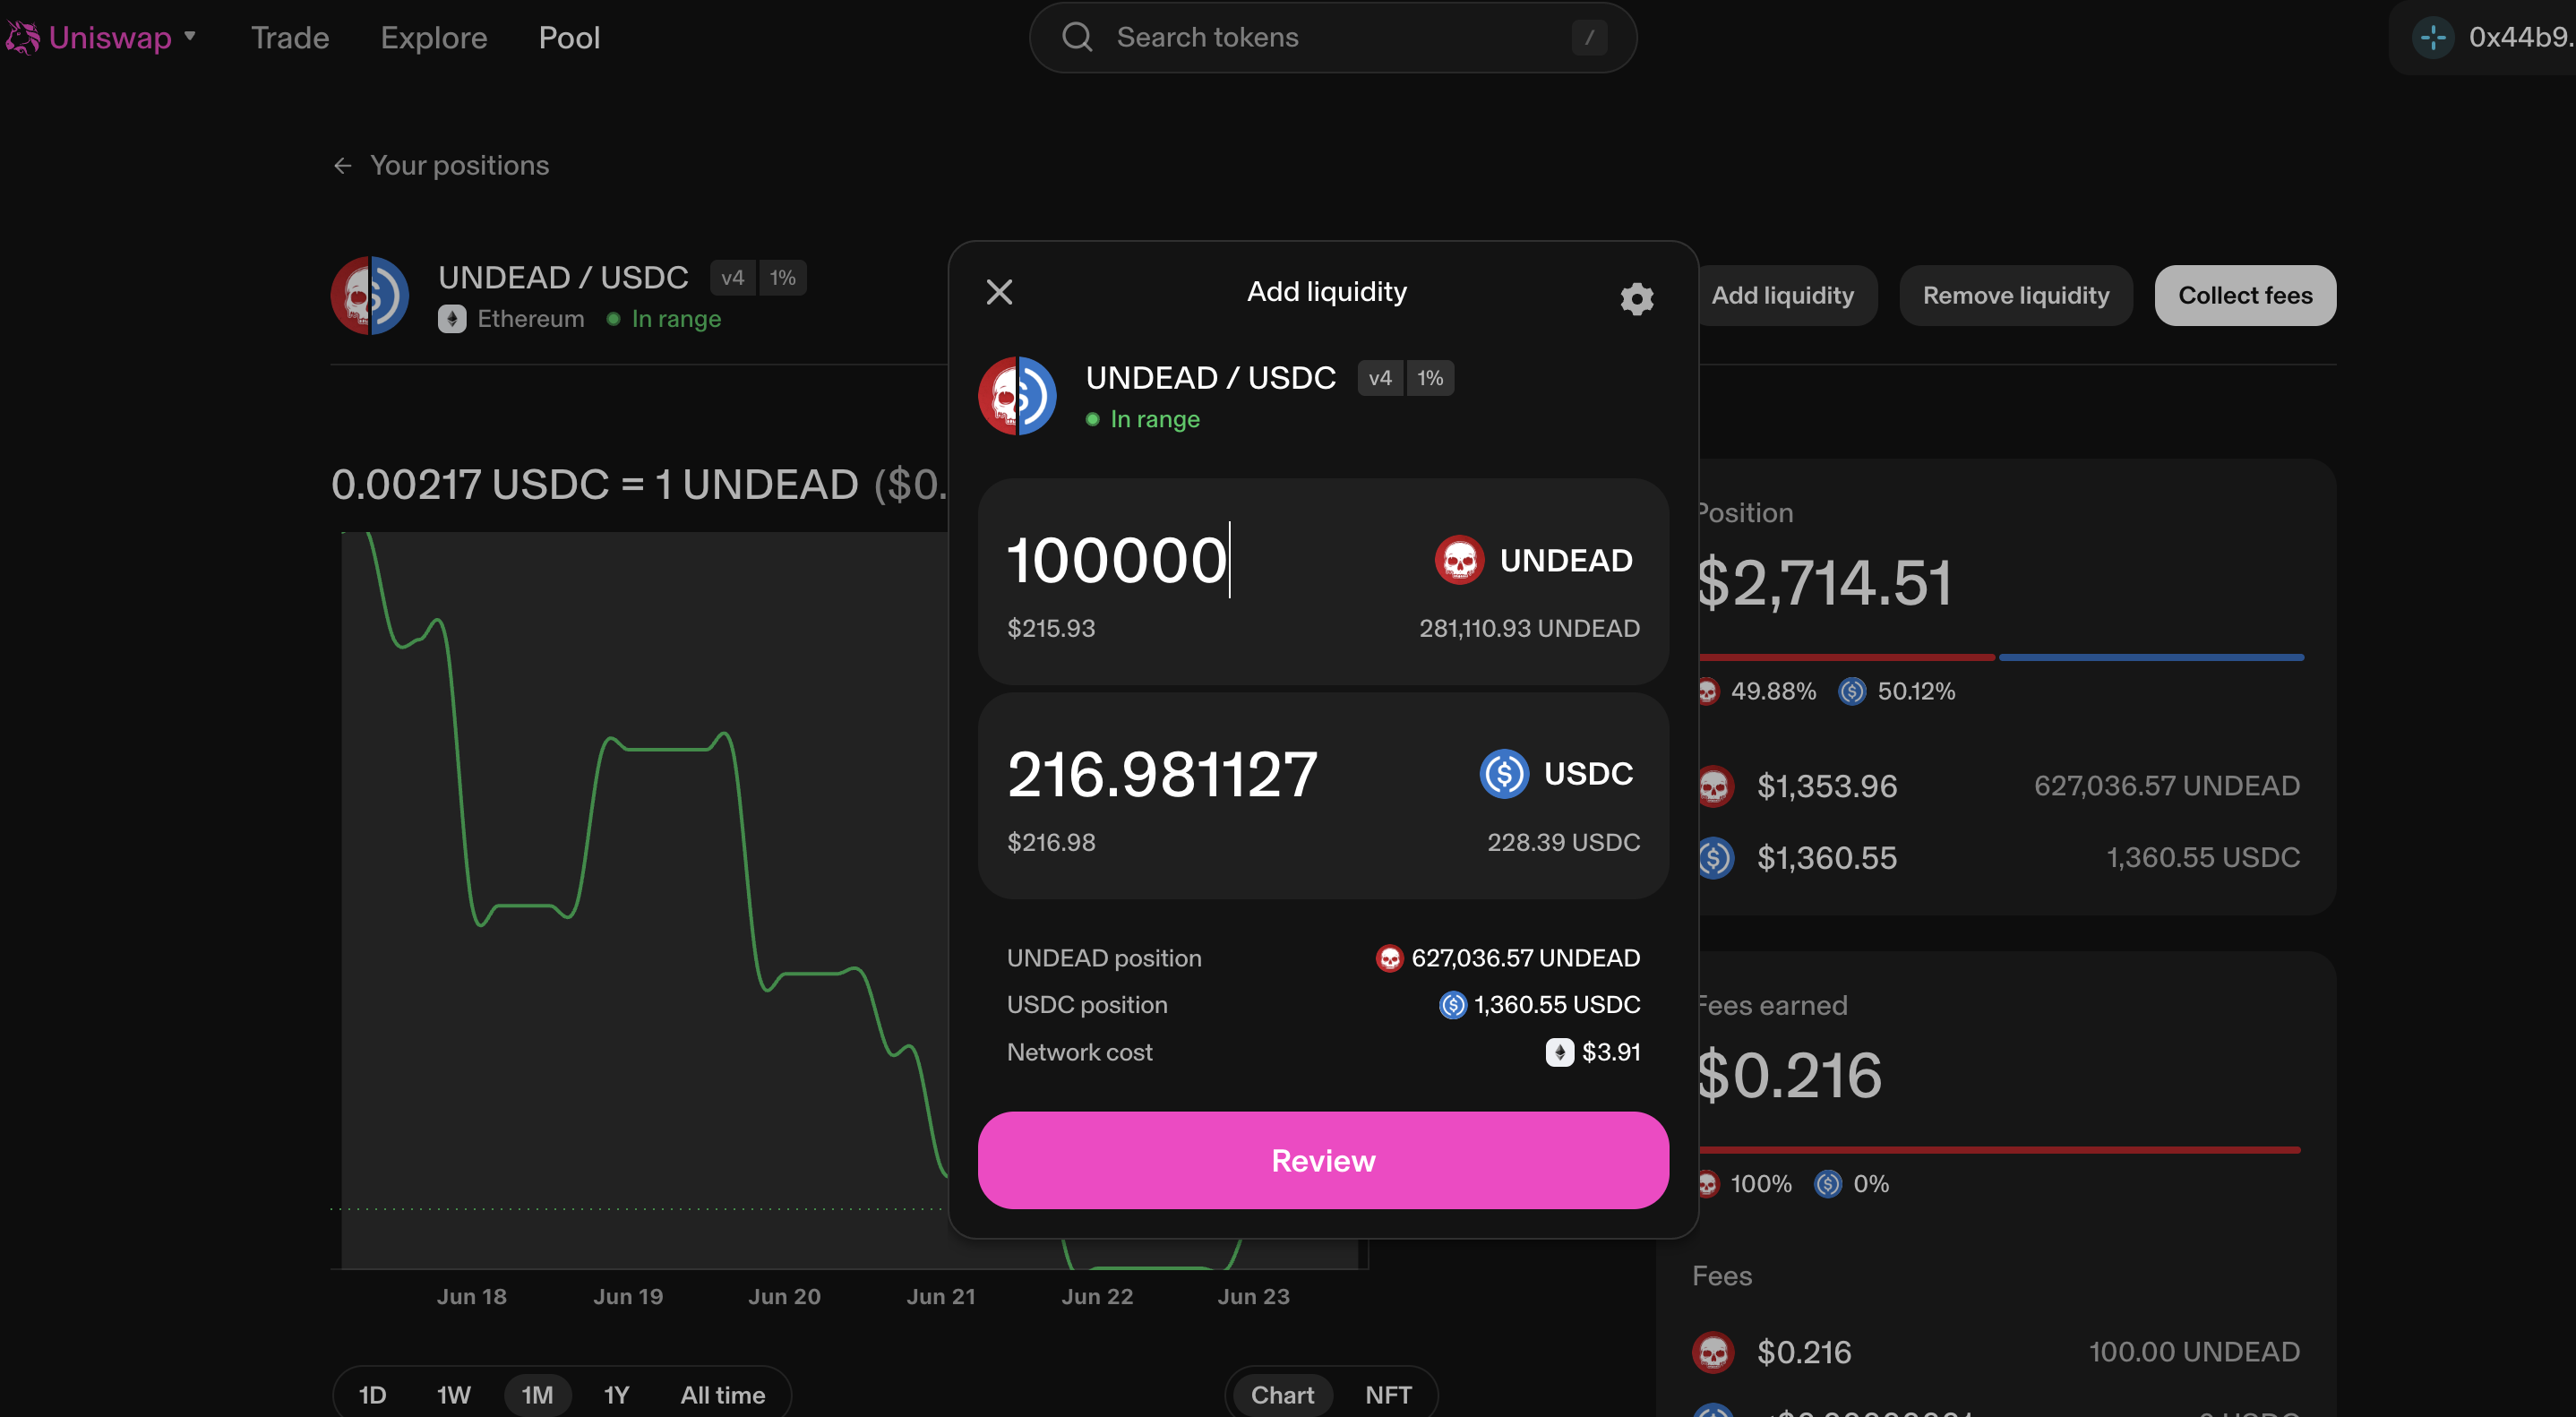 Uniswap Trade Explore Pool
Search tokens /
0x44b9.
Your positions
UNDEAD / USDC v4 1%
Ethereum In range
Add liquidity Remove liquidity Collect fees
0.00217 USDC = 1 UNDEAD ($0.
Jun 18 Jun 19 Jun 20 Jun 21 Jun 22 Jun 23
1D 1W 1M 1Y All time
Chart NFT
Add liquidity
UNDEAD / USDC v4 1%
In range
100000 UNDEAD
$215.93 281,110.93 UNDEAD
216.981127 USDC
$216.98 228.39 USDC
UNDEAD position 627,036.57 UNDEAD
USDC position 1,360.55 USDC
Network cost $3.91
Review
Position
$2,714.51
49.88% 50.12%
$1,353.96 627,036.57 UNDEAD
$1,360.55 1,360.55 USDC
Fees earned
$0.216
100% 0%
Fees
$0.216 100.00 UNDEAD